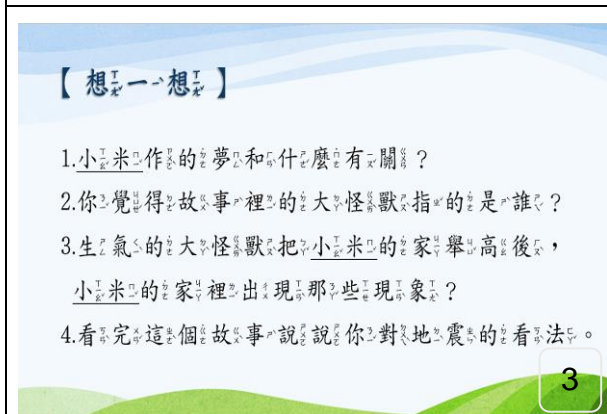 【想一想】
1.小米作的夢和什麼有關？
2.你覺得故事裡的大怪獸指的是誰？
3.生氣的大怪獸把小米的家舉高後，
小米的家裡出現那些現象？
4.看完這個故事說說你對地震的看法。
3